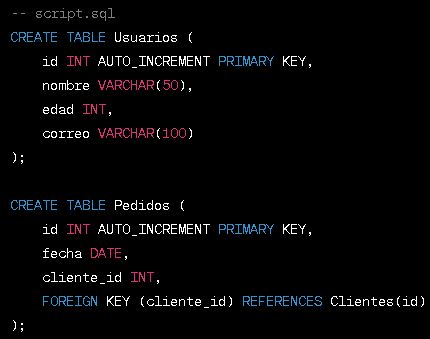 -- script.sql
CREATE TABLE Usuarios (
id INT AUTO_INCREMENT PRIMARY KEY,
nombre VARCHAR(50),
edad INT,
correo VARCHAR(100)
);
CREATE TABLE Pedidos (
id INT AUTO_INCREMENT PRIMARY KEY,
fecha DATE,
cliente_id INT,
FOREIGN KEY (cliente_id) REFERENCES Clientes(id)
);